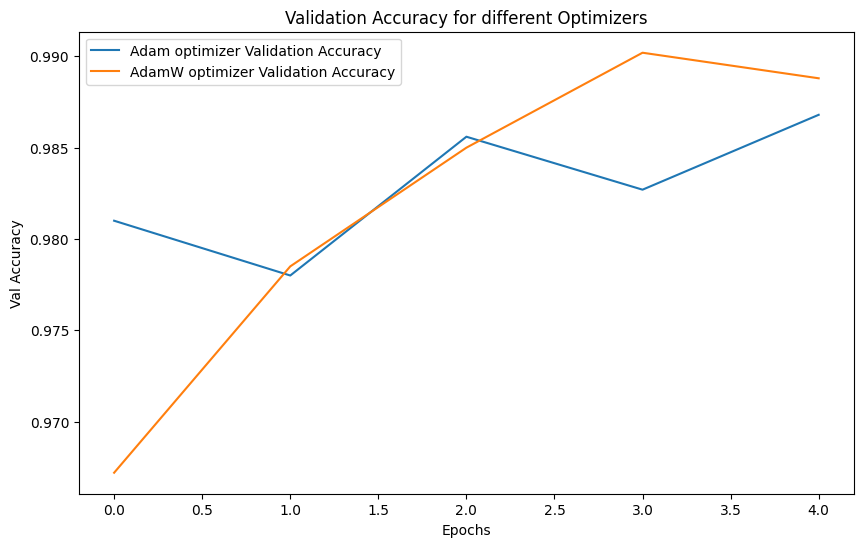 Validation Accuracy for different Optimizers
Adam optimizer Validation Accuracy
AdamW optimizer Validation Accuracy
0.990
0.985
0.980
0.975
0.970
Val Accuracy
0.0 0.5 1.0 1.5 2.0 2.5 3.0 3.5 4.0
Epochs